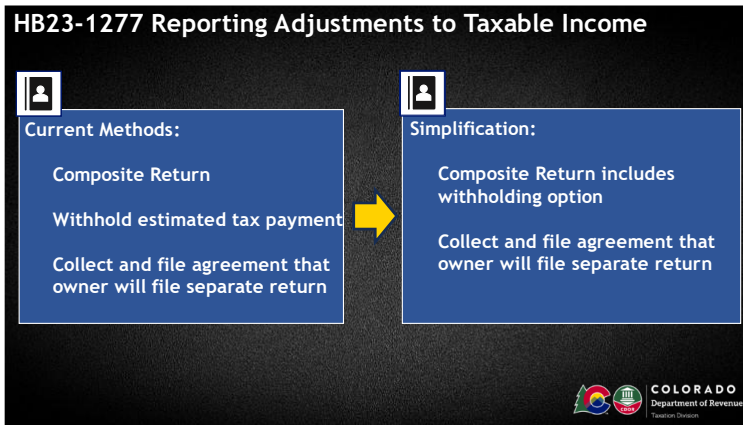 HB23-1277 Reporting Adjustments to Taxable Income
Current Methods:
Composite Return
Withhold estimated tax payment
Collect and file agreement that
owner will file separate return
Simplification:
Composite Return includes
withholding option
Collect and file agreement that
owner will file separate return
CDOR
COLORADO
Department of Revenue
Taxation Division